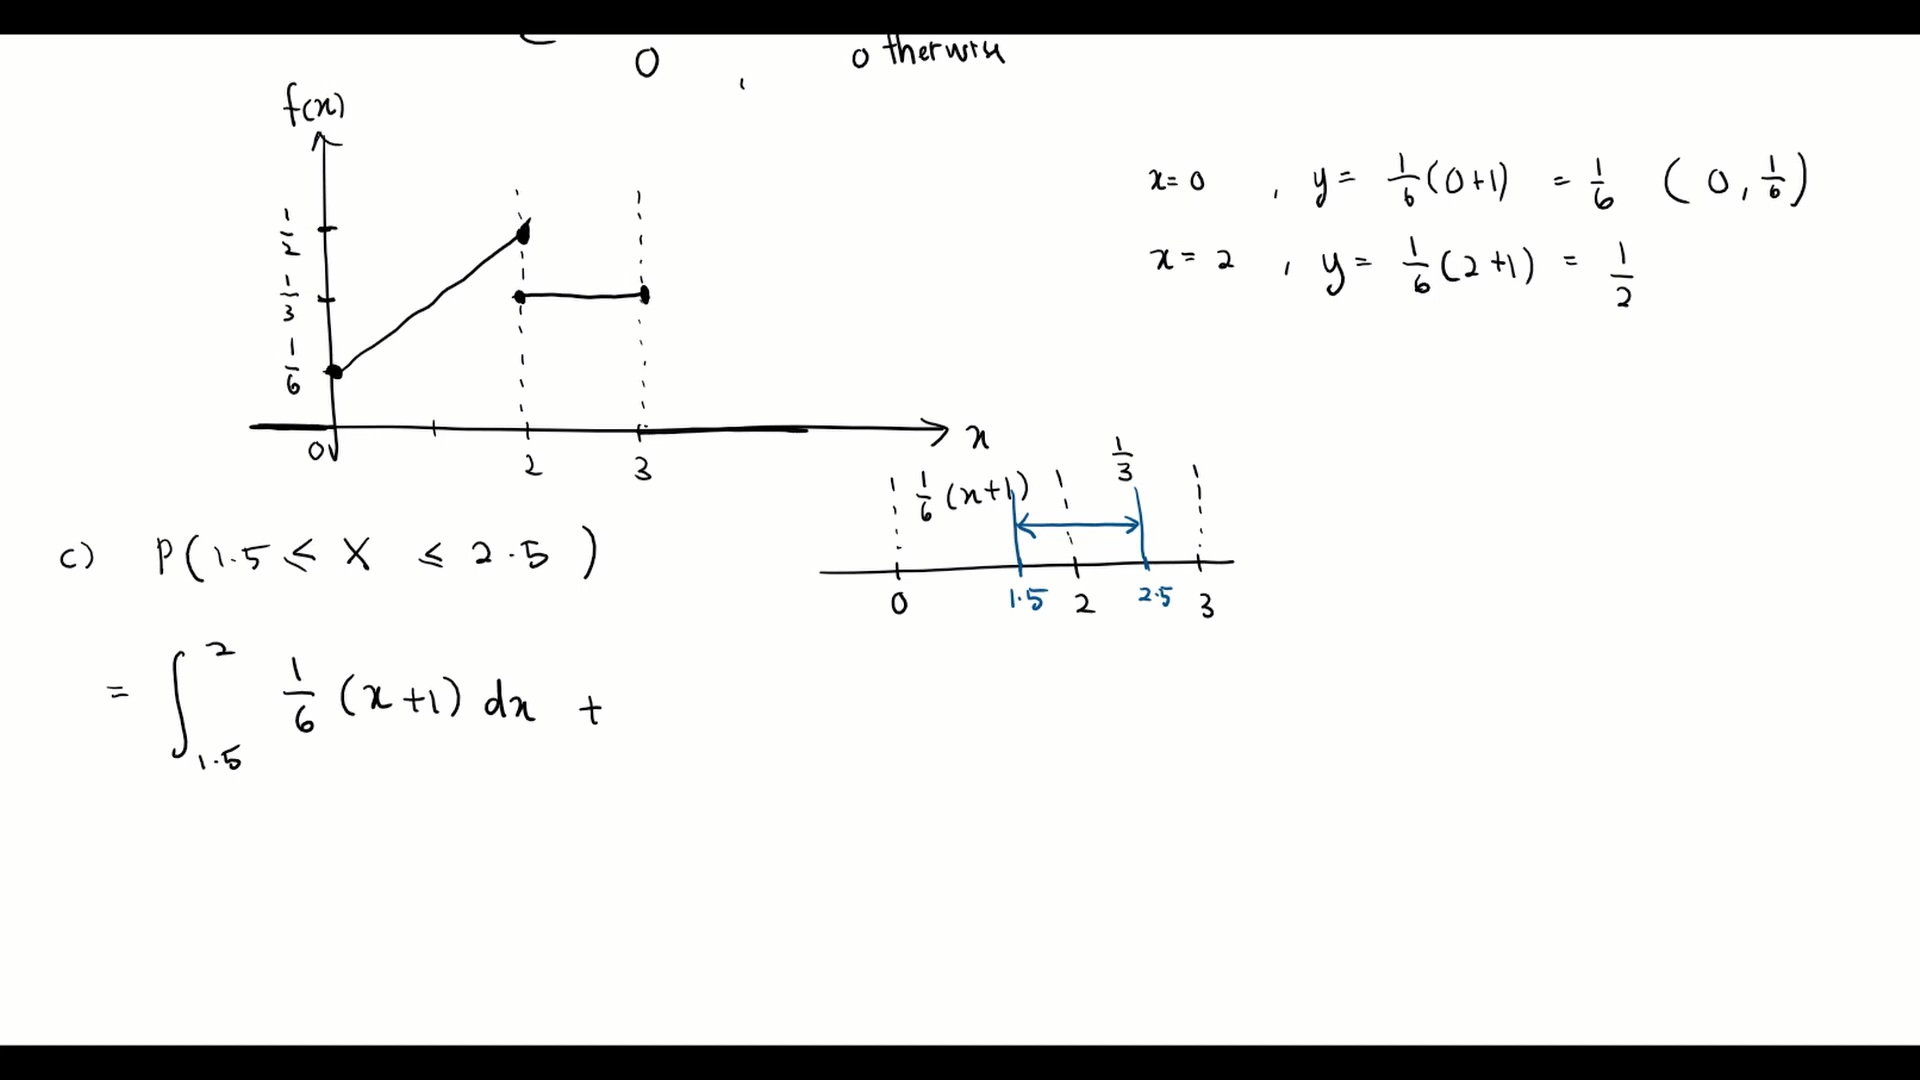 0 , otherwise
f(x)
x=0 , y= 1/6(0+1) = 1/6 (0, 1/6)
1/2
x= 2 , y= 1/6(2+1) = 1/2
1/3
1/6
0
2
3
x
1/6(x+1)
1/3
c) P(1.5 ≤ X ≤ 2.5)
0
1.5
2
2.5
3
= ∫_{1.5}^{2} 1/6 (x+1) dx +